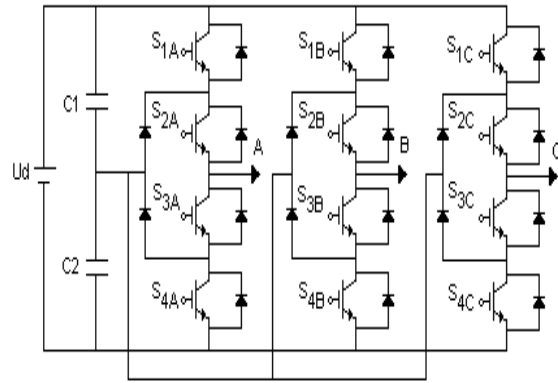 S1A S1B S1C
C1 S2A S2B S2C
A B C
Ud
S3A S3B S3C
C2
S4A S4B S4C